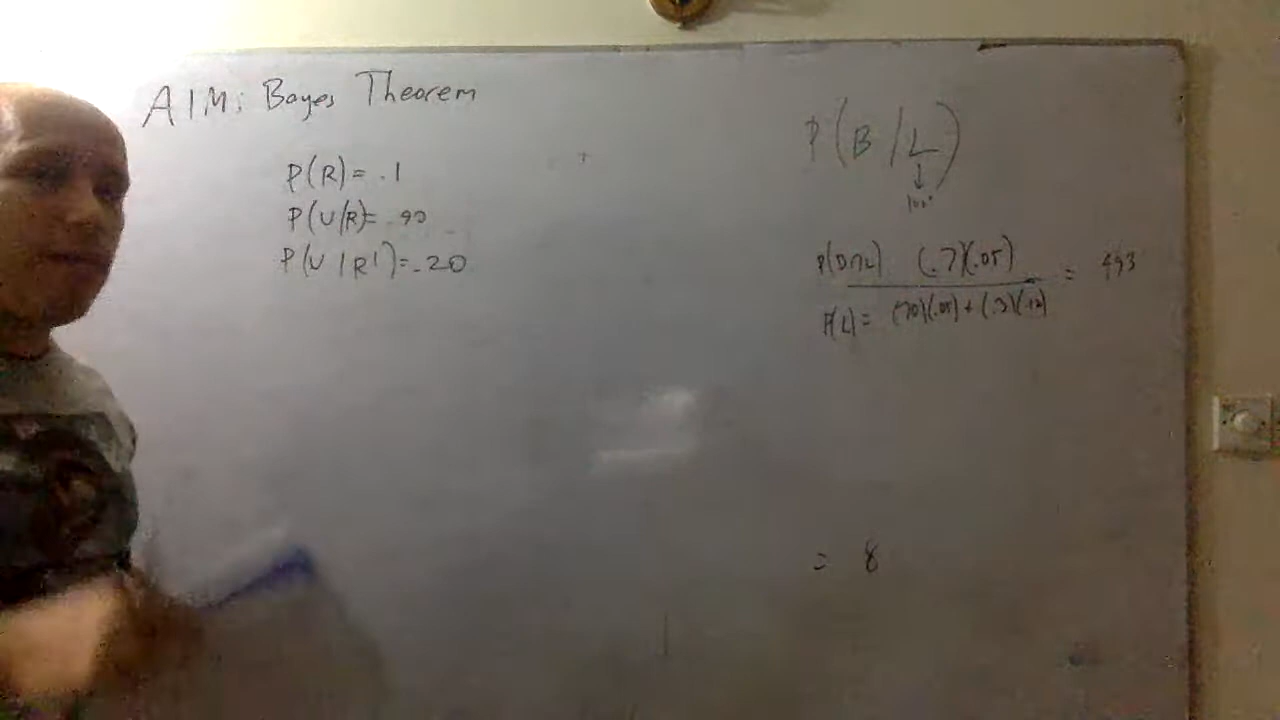 AIM: Bayes Theorem
P(R) = .1
P(U/R) = .90
P(U/R') = .20
P(B/L)
↓
P(B∩L) (.7)(.05) = 493
P(L) = (.70)(.05) + (.3)(.12)
= 8